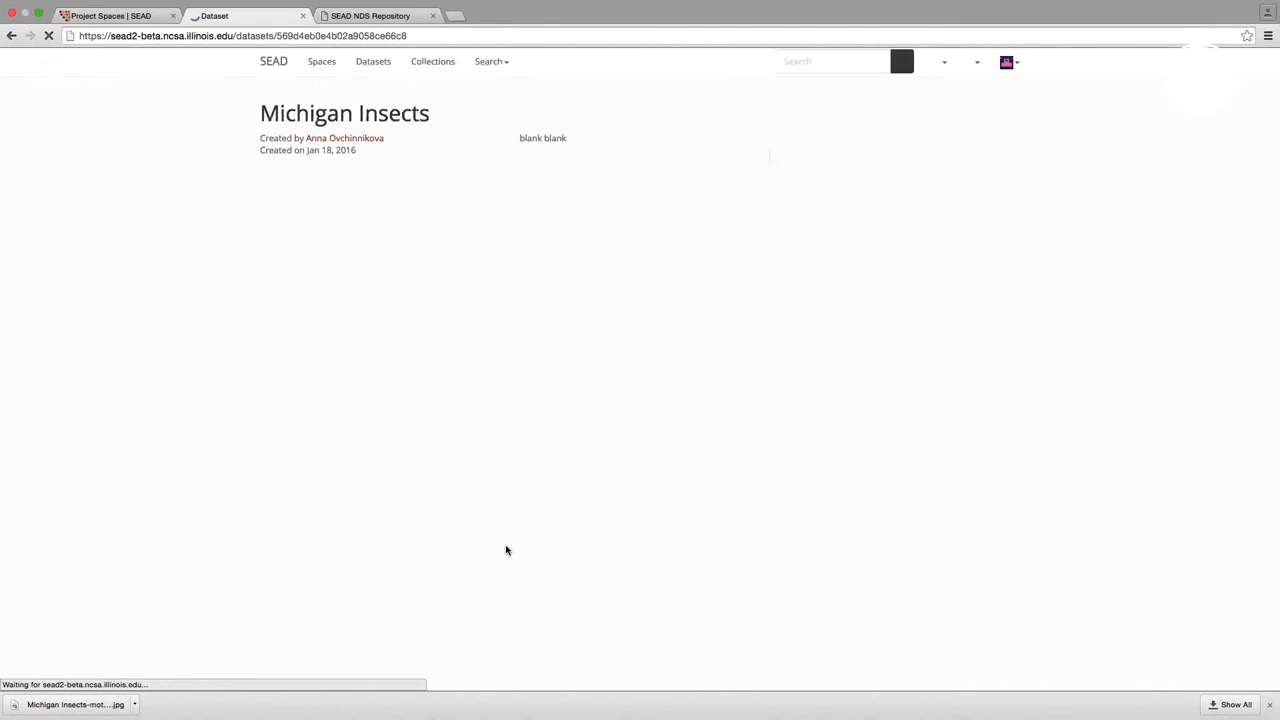 Project Spaces | SEAD
Dataset
SEAD NDS Repository
https://sead2-beta.ncsa.illinois.edu/datasets/569d4eb0e4b02a9058ce66c8
SEAD Spaces Datasets Collections Search Search
Michigan Insects
Created by Anna Ovchinnikova
blank blank
Created on Jan 18, 2016
Waiting for sead2-beta.ncsa.illinois.edu...
Michigan Insects-mot....jpg
Show All